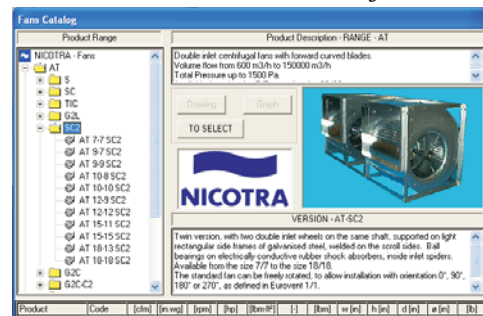 Fans Catalog
Product Range
Product Description - RANGE - AT
NICOTRA - Fans
AT
S
SC
TIC
G2L
SC2
AT 7-7 SC2
AT 9-7 SC2
AT 9-9 SC2
AT 10-8 SC2
AT 10-10 SC2
AT 12-9 SC2
AT 12-12 SC2
AT 15-11 SC2
AT 15-15 SC2
AT 18-13 SC2
AT 18-18 SC2
G2C
G2C-C2
Double inlet centrifugal fans with forward curved blades.
Volume flow from 600 m3/h to 150000 m3/h
Total Pressure up to 1500 Pa.
Drawing
Graph
TO SELECT
NICOTRA
VERSION - AT-SC2
Twin version, with two double inlet wheels on the same shaft, supported on light
rectangular side frames of galvanised steel, welded on the scroll sides. Ball
bearings on electrically-conductive rubber shock absorbers, inside inlet spiders.
Available from the size 7/7 to the size 18/18.
The standard fan can be freely rotated, to allow installation with orientation 0°, 90°,
180° or 270°, as defined in Eurovent 1/1.
Product
Code
[cfm]
[in.wg]
[rpm]
[hp]
[lbm·ft²]
[-]
[lbm]
w [in]
h [in]
d [in]
ø [in]
[lb]